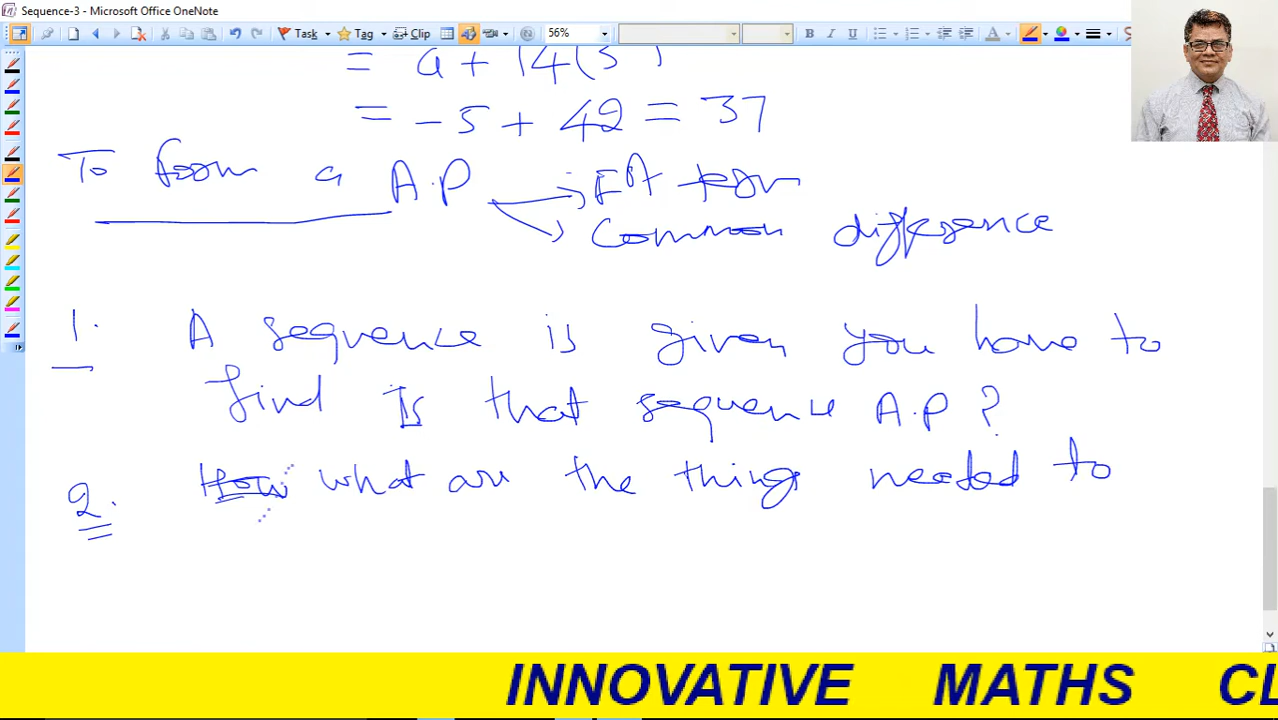 Sequence-3 - Microsoft Office OneNote
Task Tag Clip 56% B I U A
= a + 14(3)
= -5 + 42 = 37
To form a A.P → Ist term
→ Common difference
1. A sequence is given you have to
find Is that sequence A.P ?
2. How what are the things needed to
INNOVATIVE MATHS CL